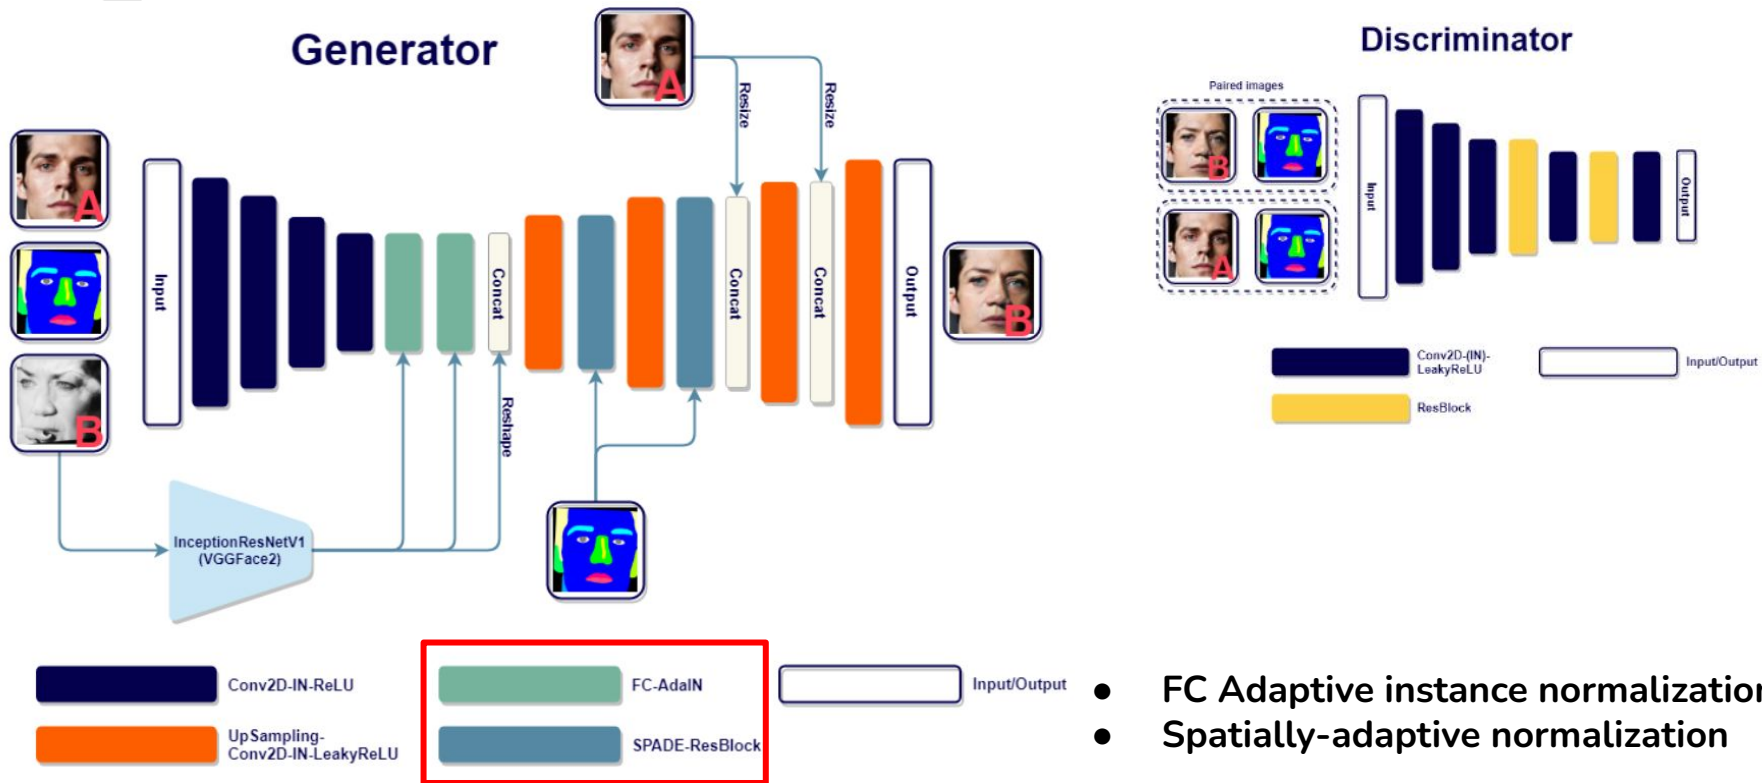 Generator
A
Resize
Resize
A
B
Input
Concat
Concat
Concat
Output
B
Reshape
InceptionResNetV1
(VGGFace2)
Conv2D-IN-ReLU
UpSampling-
Conv2D-IN-LeakyReLU
FC-AdaIN
SPADE-ResBlock
Input/Output
Discriminator
Paired images
B
A
Input
Output
Conv2D-(IN)-
LeakyReLU
ResBlock
Input/Output
● FC Adaptive instance normalization
● Spatially-adaptive normalization